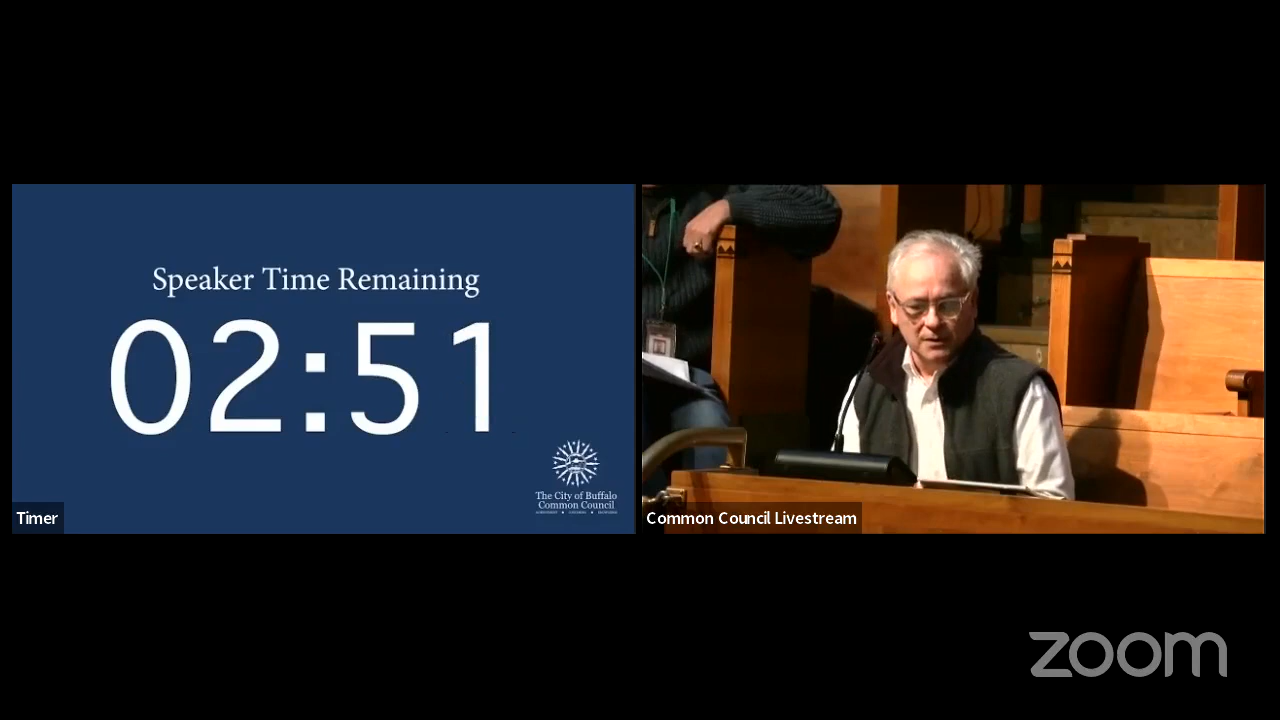 Speaker Time Remaining
02:51
The City of Buffalo
Common Council
Timer
Common Council Livestream
zoom